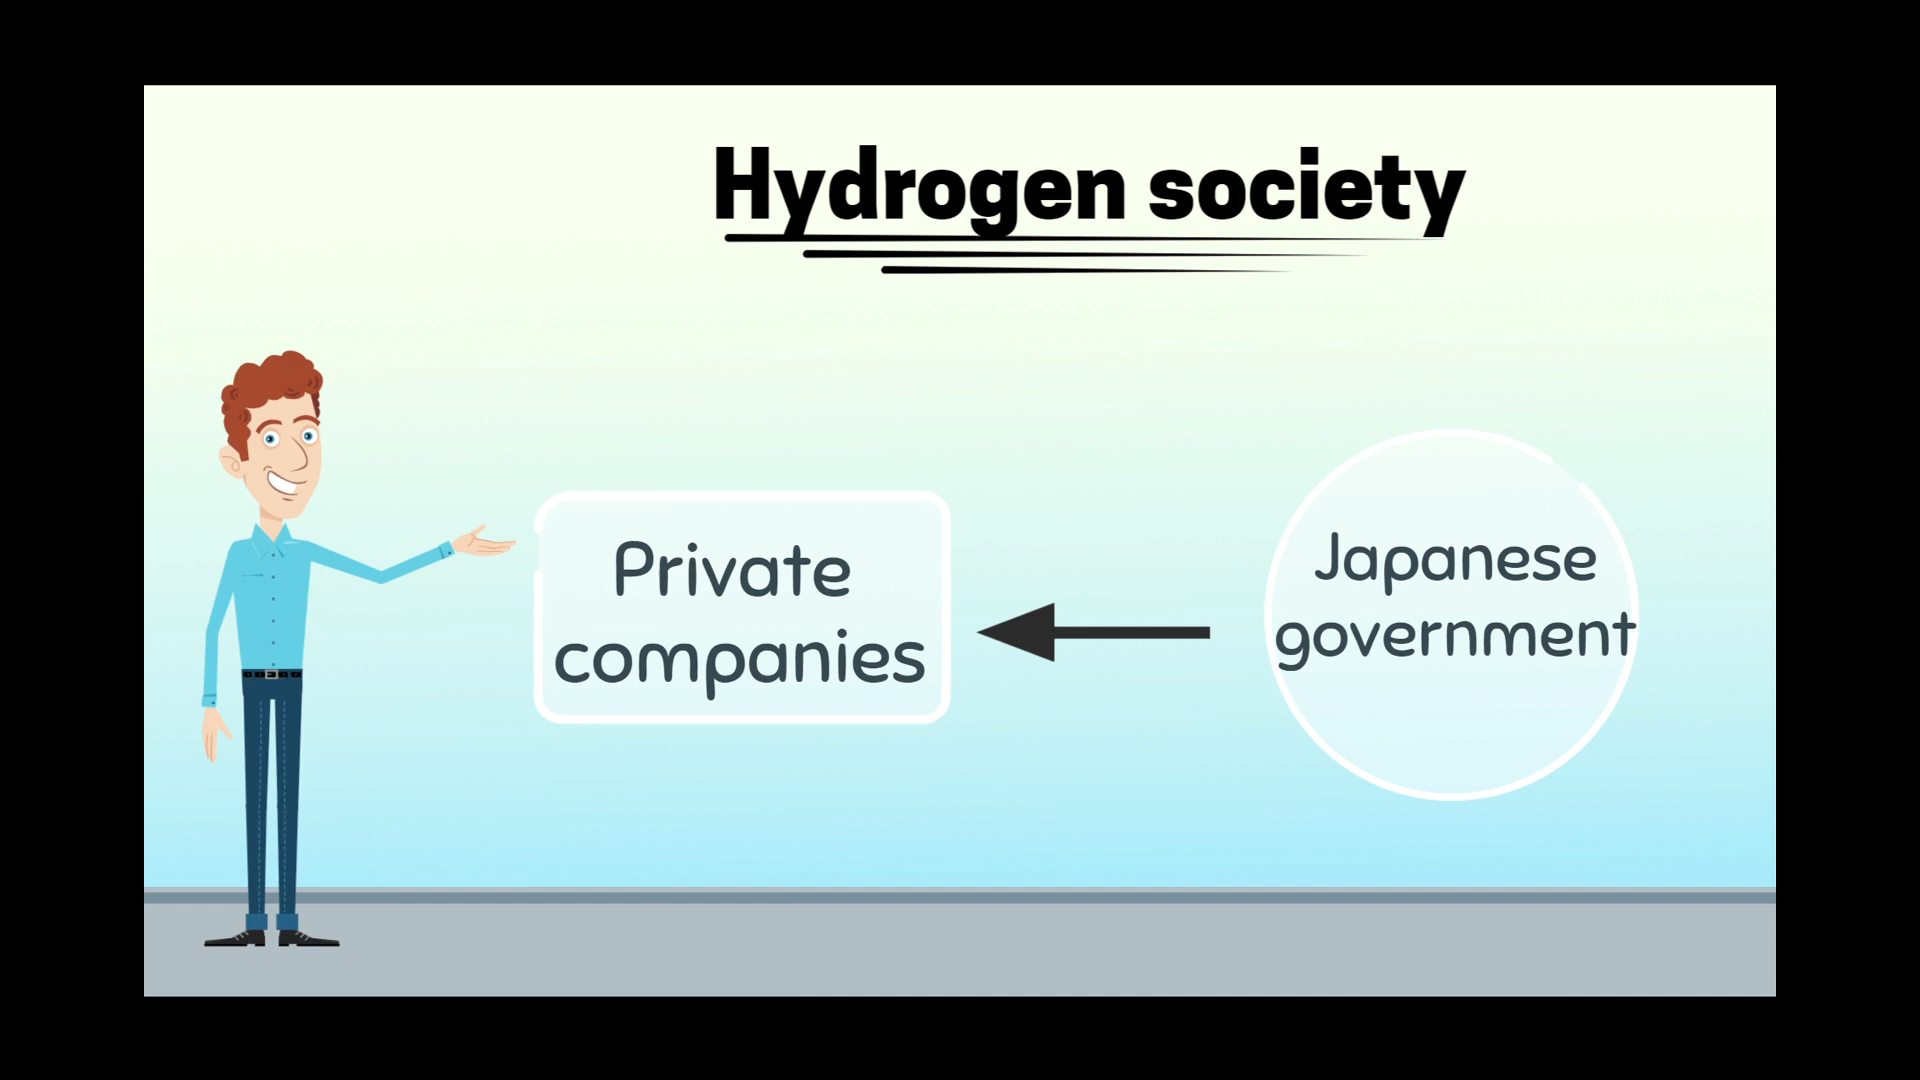 Hydrogen society
Private
companies
Japanese
government